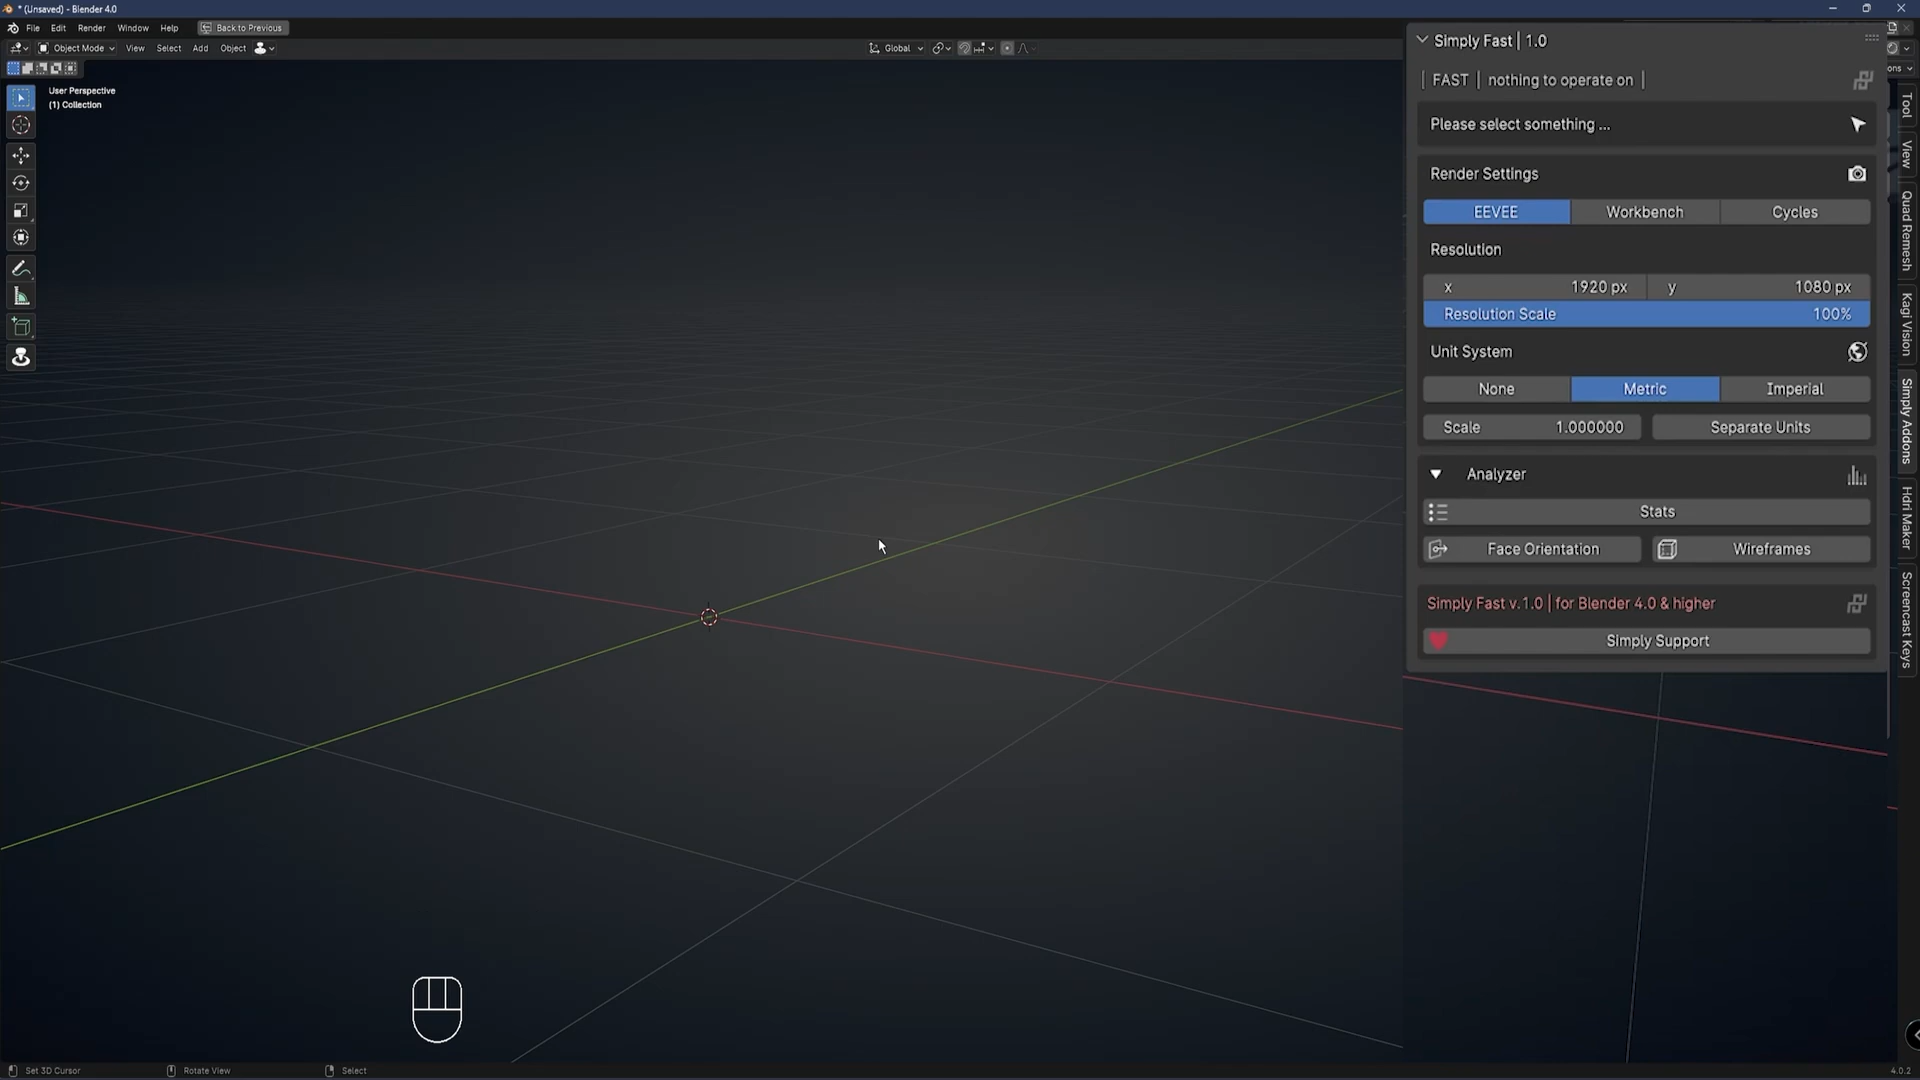 * (Unsaved) - Blender 4.0
File Edit Render Window Help Back to Previous
Object Mode View Select Add Object Global
User Perspective
(1) Collection
Simply Fast | 1.0
| FAST | nothing to operate on |
Please select something ...
Render Settings
EEVEE Workbench Cycles
Resolution
x 1920 px y 1080 px
Resolution Scale 100%
Unit System
None Metric Imperial
Scale 1.000000 Separate Units
Analyzer
Stats
Face Orientation Wireframes
Simply Fast v.1.0 | for Blender 4.0 & higher
Simply Support
ons
Tool
View
Quad Remesh
Kagi Vision
Simply Addons
Hdri Maker
Screencast Keys
Set 3D Cursor Rotate View Select 4.0.2